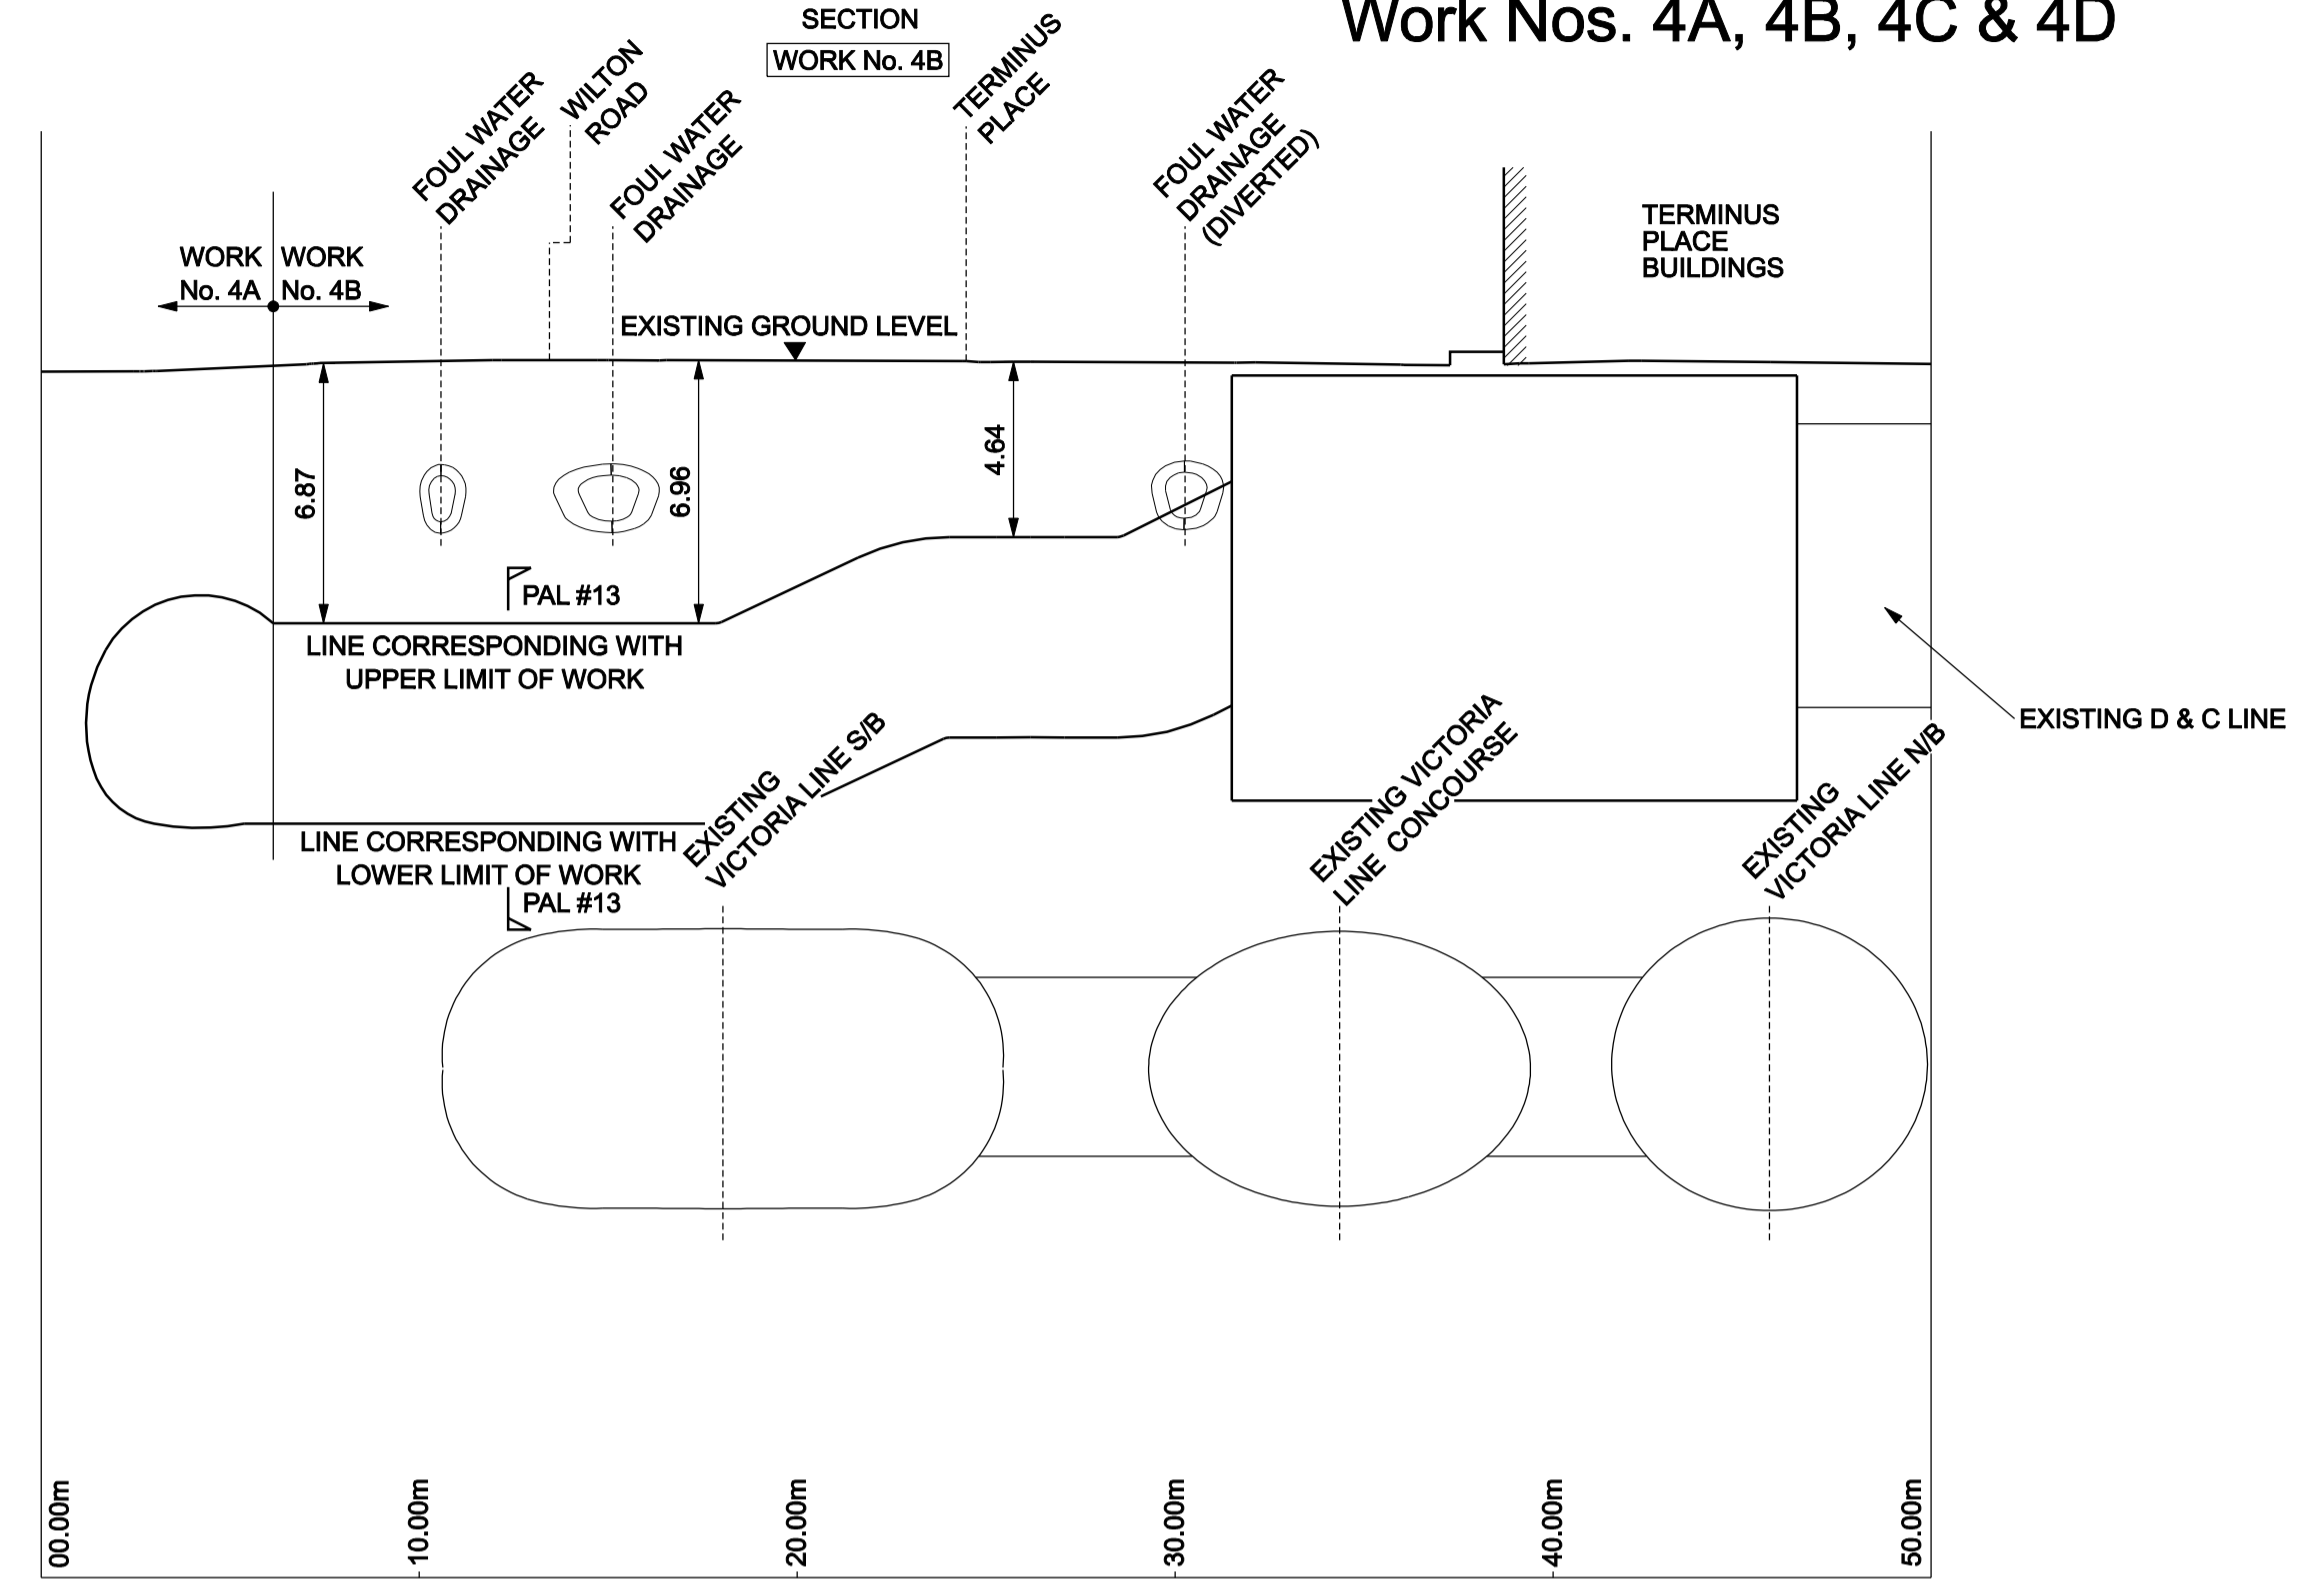 Work Nos. 4A, 4B, 4C & 4D
SECTION
WORK No. 4B
FOUL WATER
DRAINAGE
WILTON
ROAD
FOUL WATER
DRAINAGE
TERMINUS
PLACE
FOUL WATER
DRAINAGE
(DIVERTED)
TERMINUS
PLACE
BUILDINGS
WORK
No. 4A
WORK
No. 4B
EXISTING GROUND LEVEL
6.87
6.96
4.64
PAL #13
LINE CORRESPONDING WITH
UPPER LIMIT OF WORK
EXISTING D & C LINE
LINE CORRESPONDING WITH
LOWER LIMIT OF WORK
PAL #13
EXISTING
VICTORIA LINE S/B
EXISTING VICTORIA
LINE CONCOURSE
EXISTING
VICTORIA LINE N/B
00.00m
10.00m
20.00m
30.00m
40.00m
50.00m